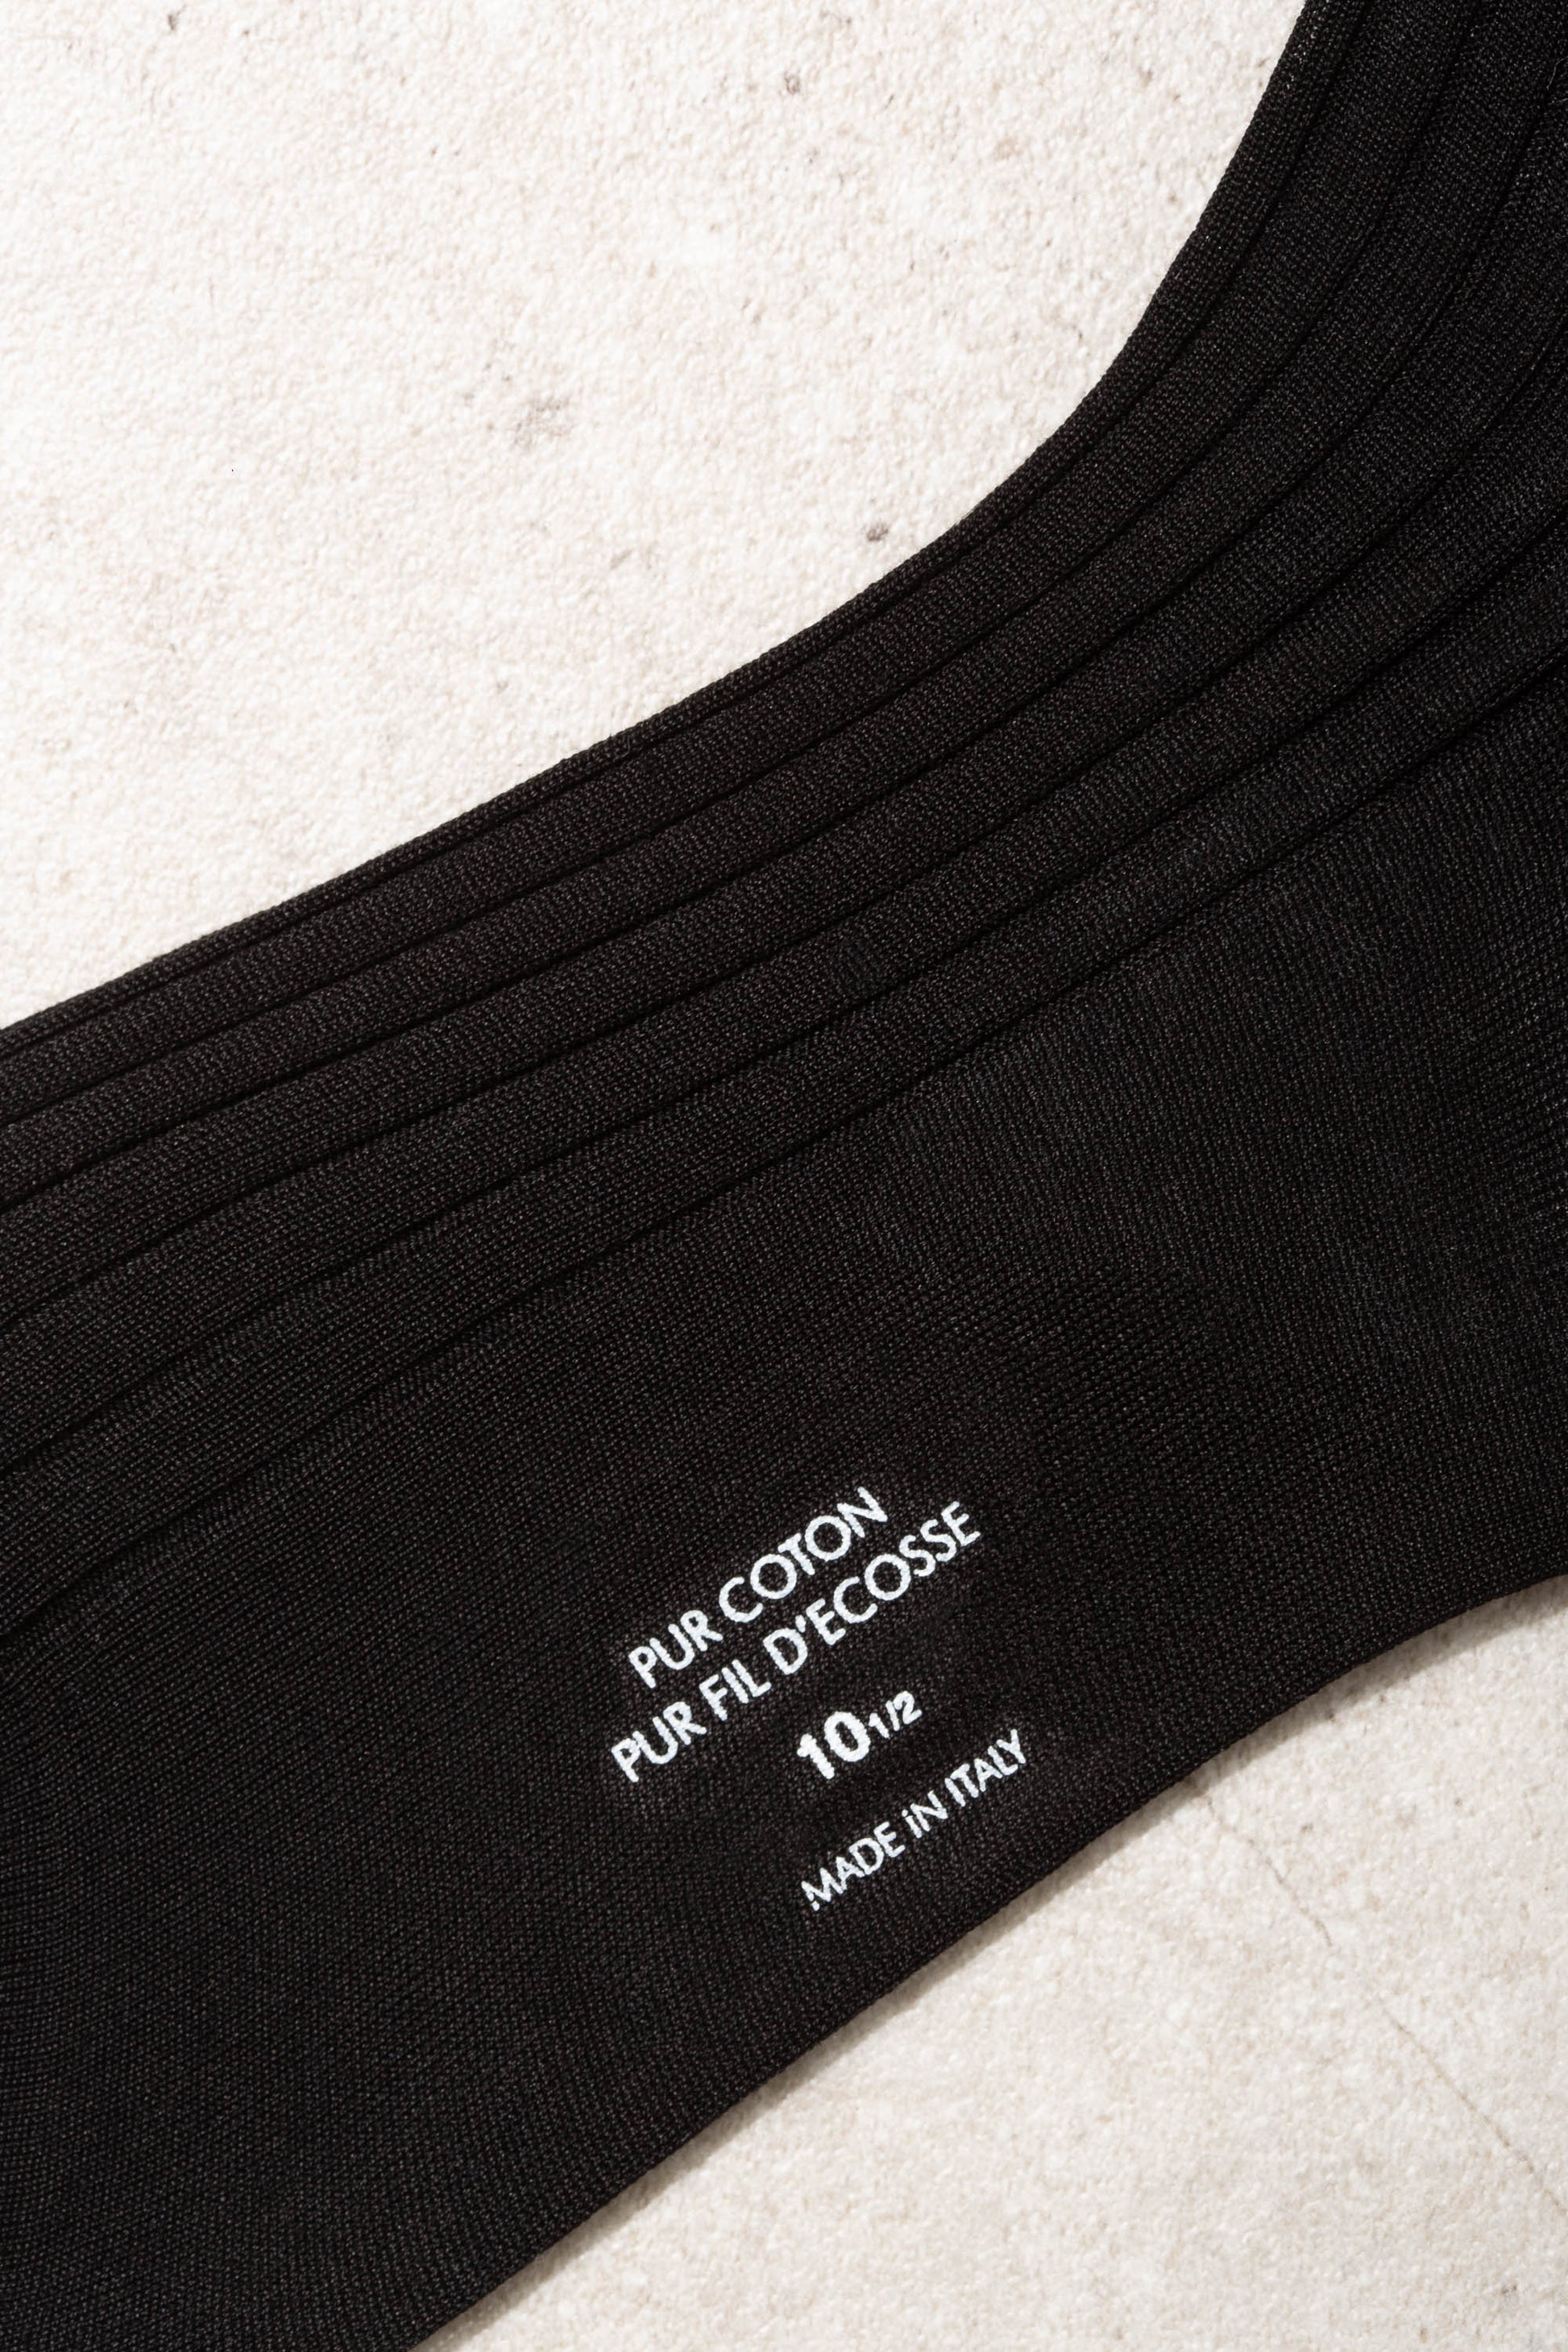 PUR COTON
PUR FIL D'ECOSSE
10 1/2
MADE iN ITALY